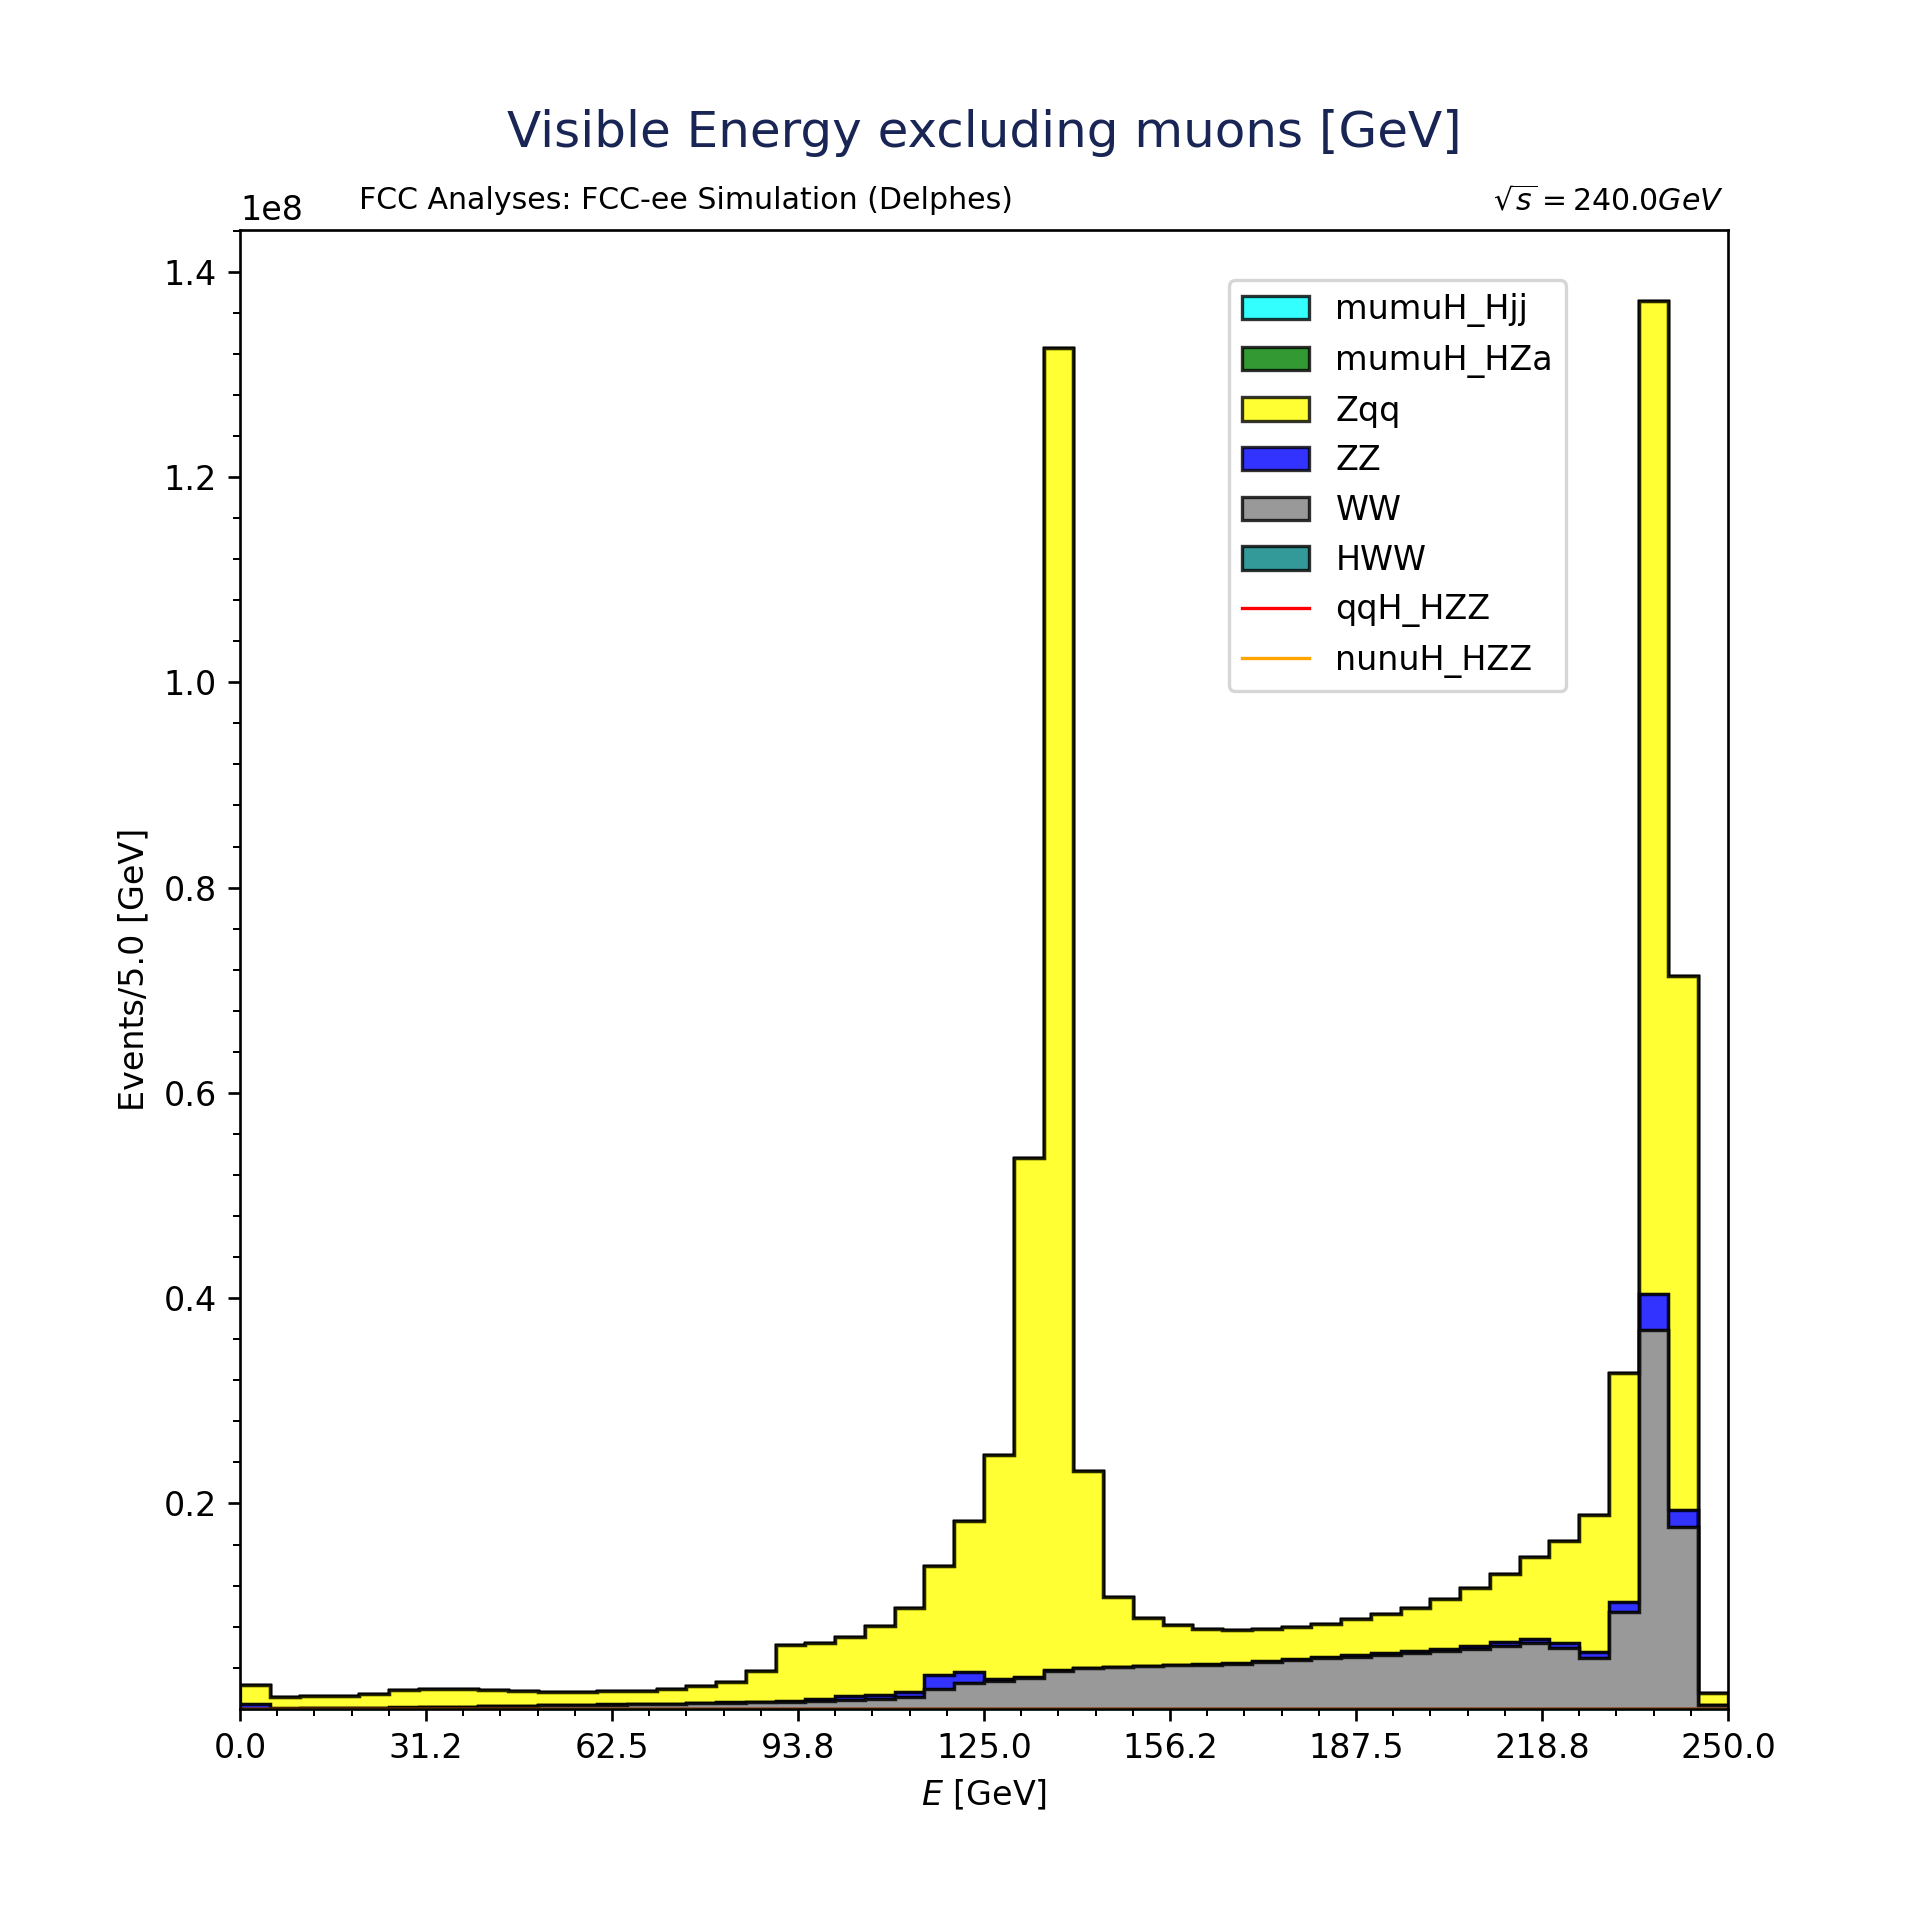 Visible Energy excluding muons [GeV]
1e8 FCC Analyses: FCC-ee Simulation (Delphes) √s = 240.0GeV
1.4
1.2
1.0
0.8
0.6
0.4
0.2
Events/5.0 [GeV]
mumuH_Hjj
mumuH_HZa
Zqq
ZZ
WW
HWW
qqH_HZZ
nunuH_HZZ
0.0 31.2 62.5 93.8 125.0 156.2 187.5 218.8 250.0
E [GeV]